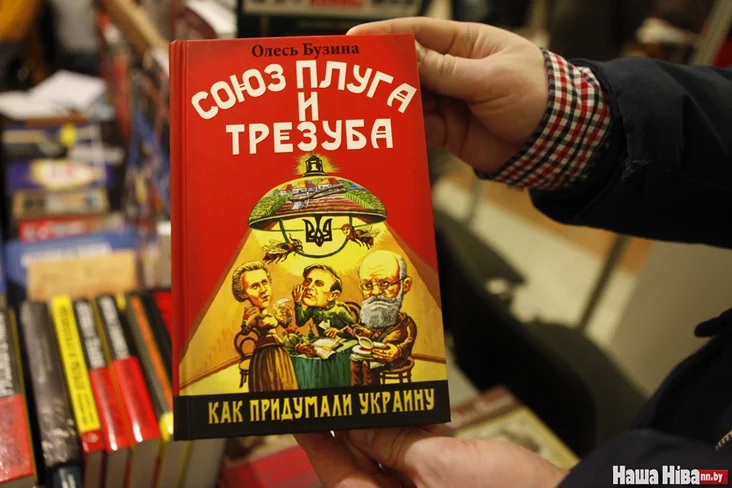 Олесь Бузина
СОЮЗ ПЛУГА
И
ТРЕЗУБА
КАК ПРИДУМАЛИ УКРАИНУ
Наша Ніва nn.by